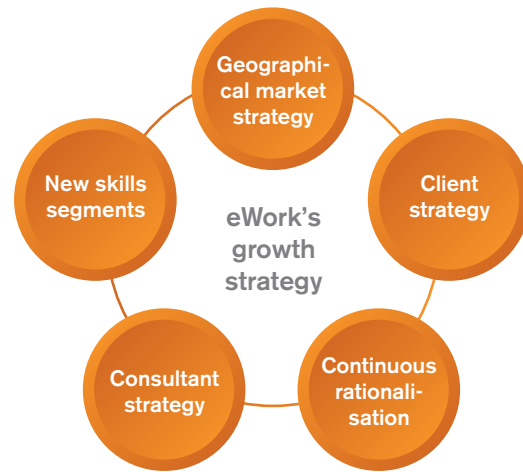 Geographi-
cal market
strategy
New skills
segments
Client
strategy
eWork's
growth
strategy
Consultant
strategy
Continuous
rationali-
sation